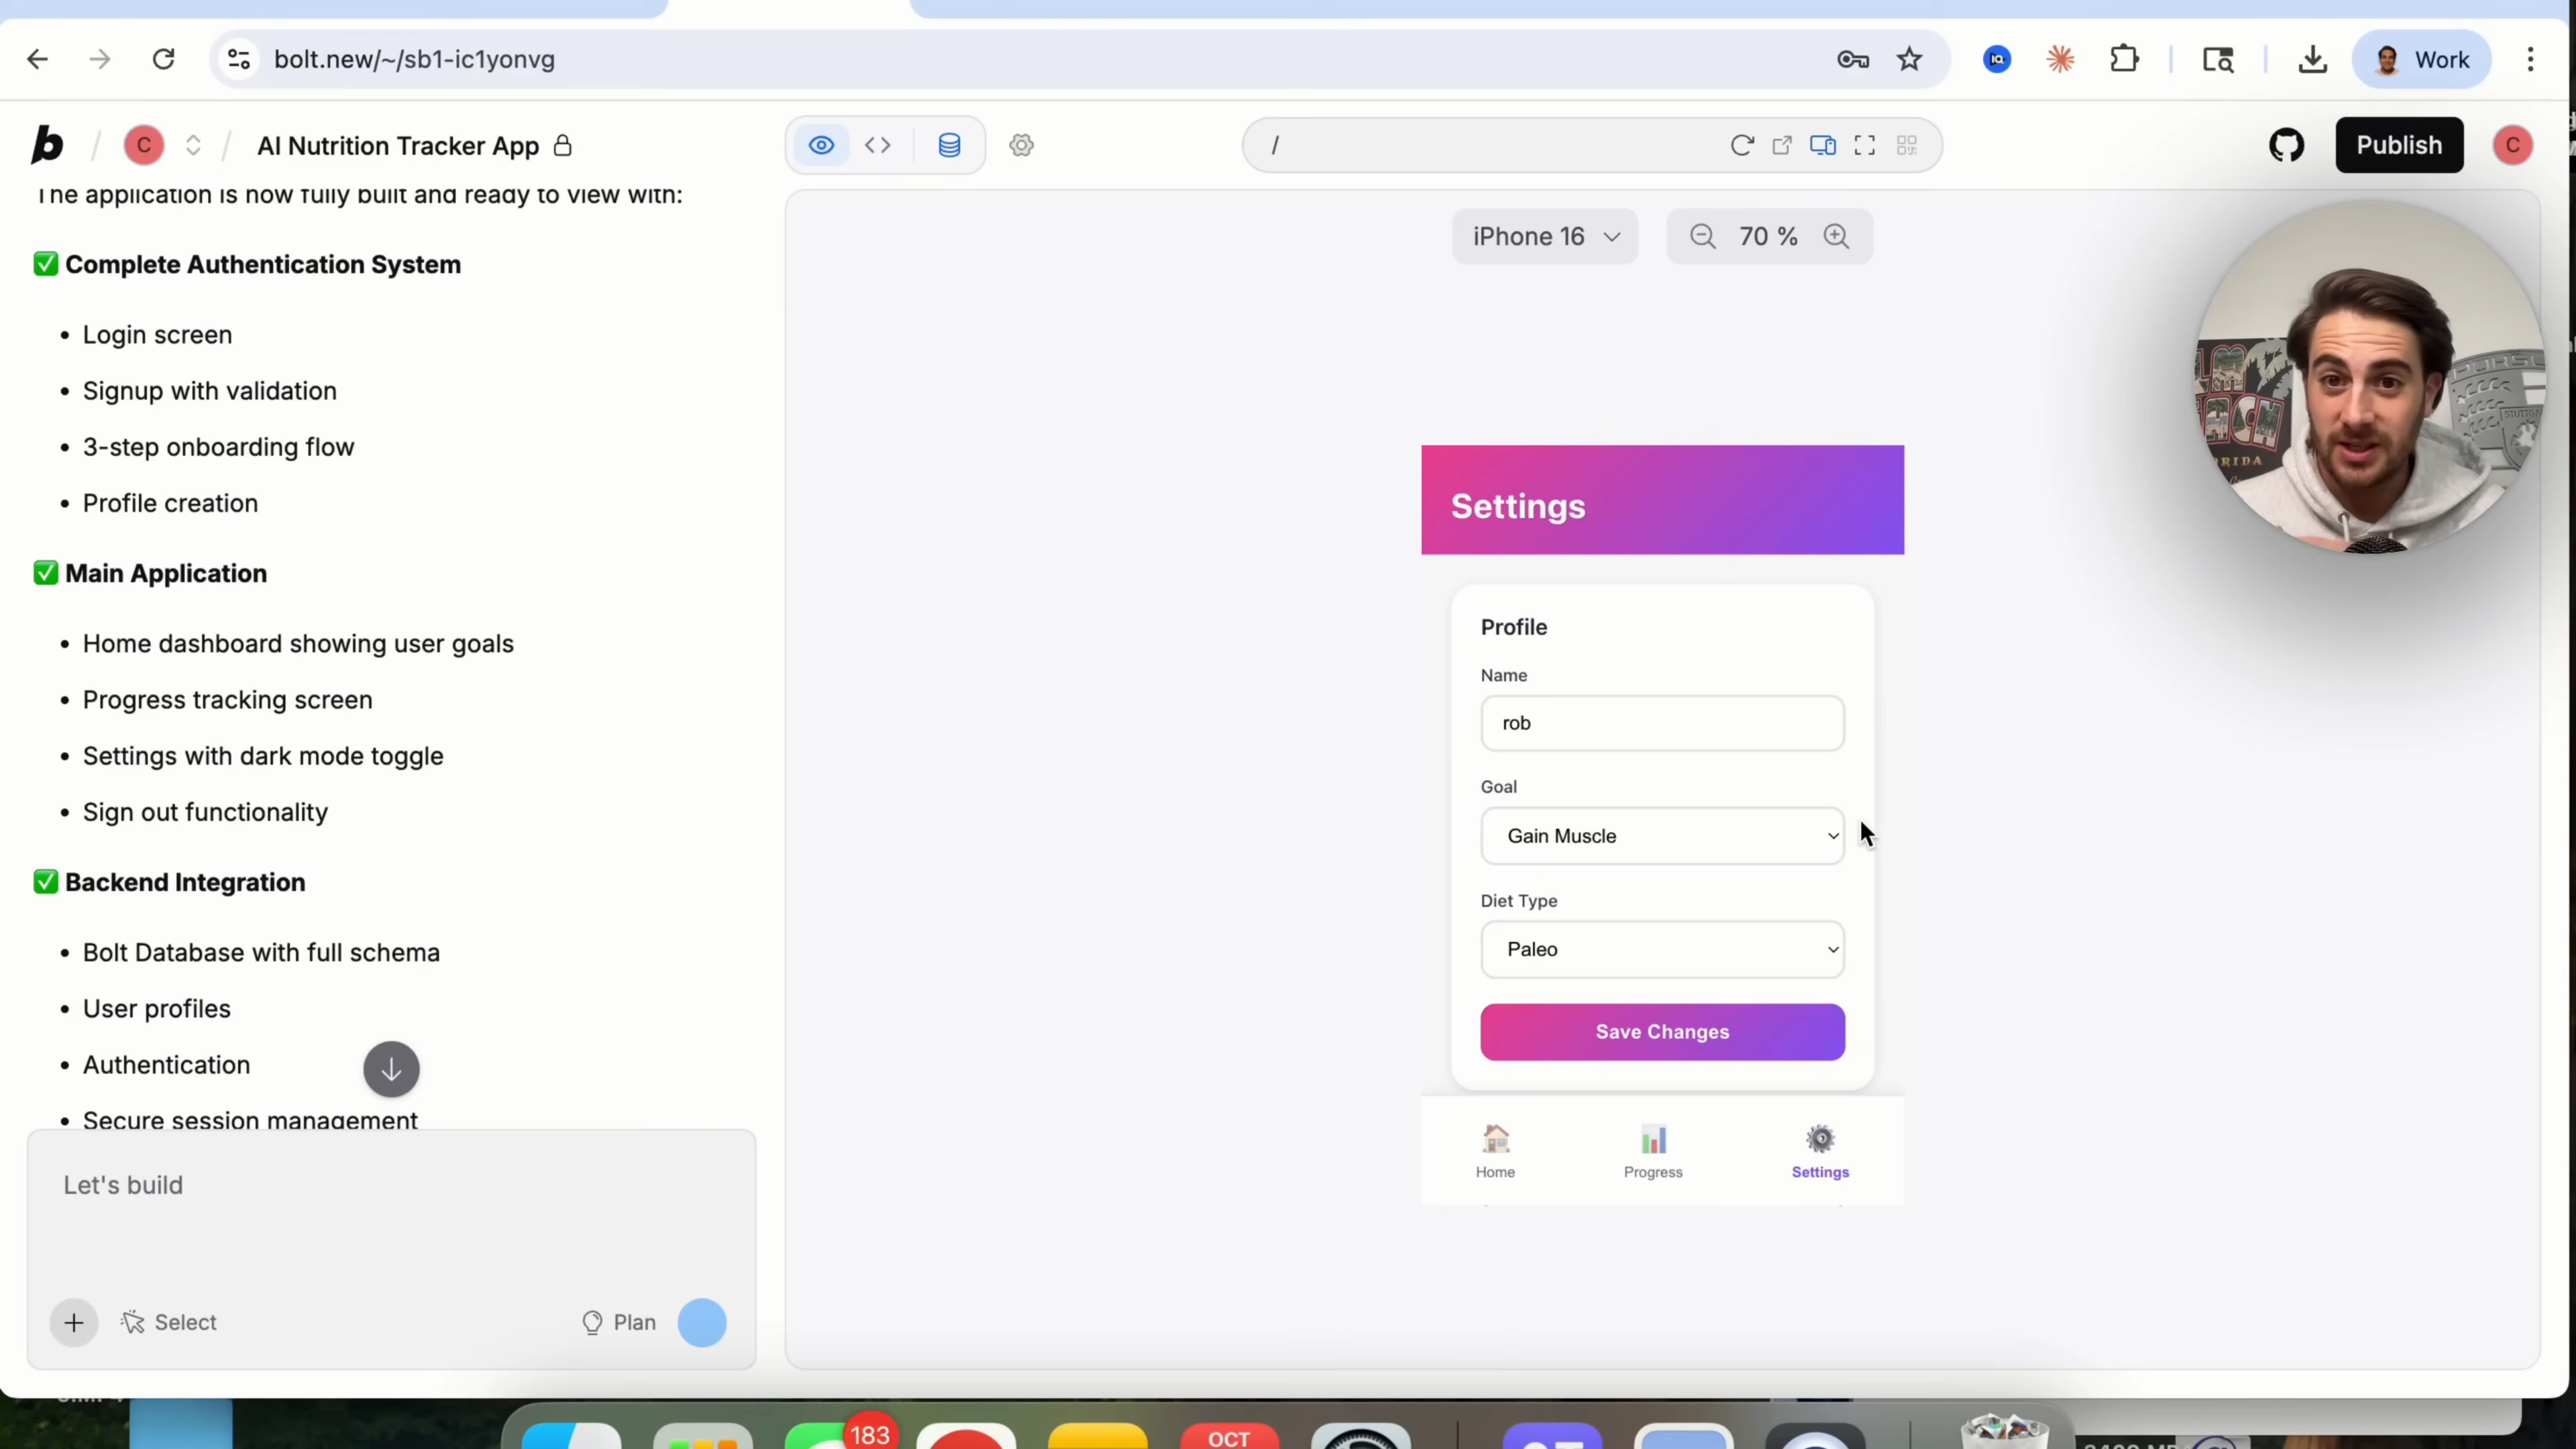 bolt.new/~/sb1-ic1yonvg
Work
b
C
AI Nutrition Tracker App
/
Publish
C
The application is now fully built and ready to view with:
✅ Complete Authentication System
• Login screen
• Signup with validation
• 3-step onboarding flow
• Profile creation
✅ Main Application
• Home dashboard showing user goals
• Progress tracking screen
• Settings with dark mode toggle
• Sign out functionality
✅ Backend Integration
• Bolt Database with full schema
• User profiles
• Authentication
• Secure session management
Let's build
Select
Plan
iPhone 16
70 %
Settings
Profile
Name
rob
Goal
Gain Muscle
Diet Type
Paleo
Save Changes
Home
Progress
Settings
183
OCT